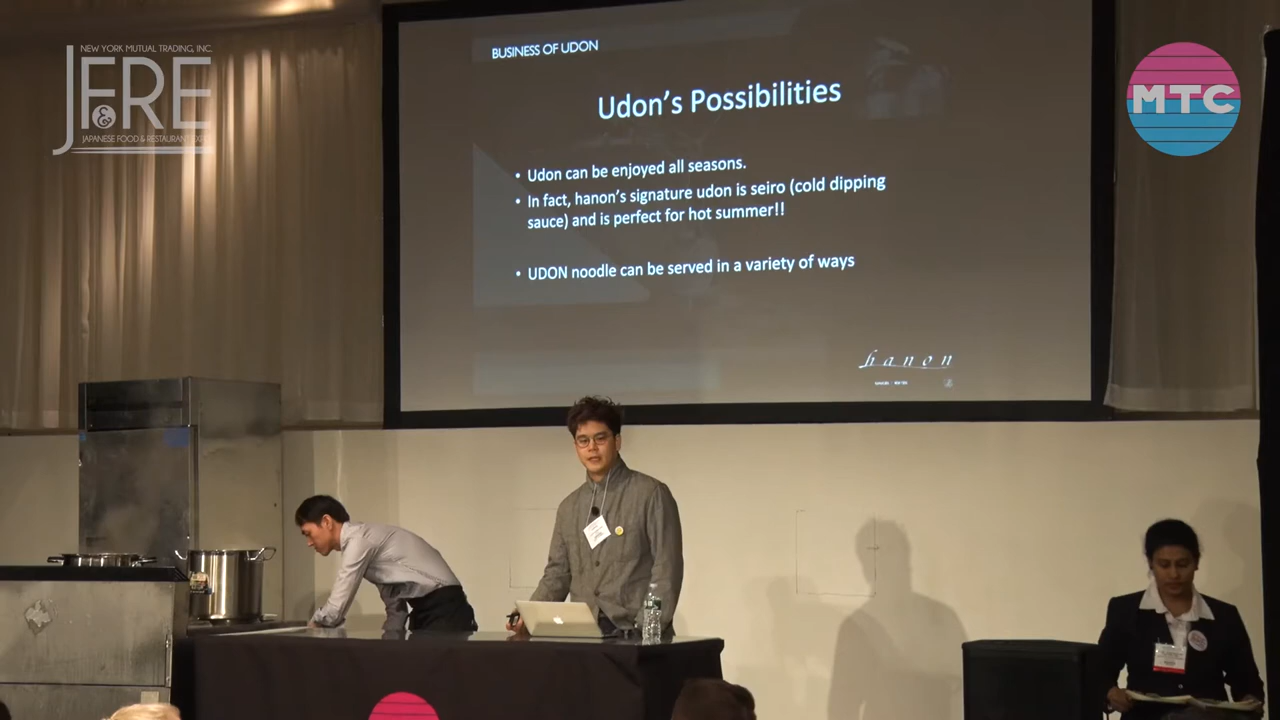 NEW YORK MUTUAL TRADING, INC.
JFRE
&
JAPANESE FOOD & RESTAURANT EXPO
MTC
BUSINESS OF UDON
Udon's Possibilities
• Udon can be enjoyed all seasons.
• In fact, hanon's signature udon is seiro (cold dipping
sauce) and is perfect for hot summer!!
• UDON noodle can be served in a variety of ways
hanon